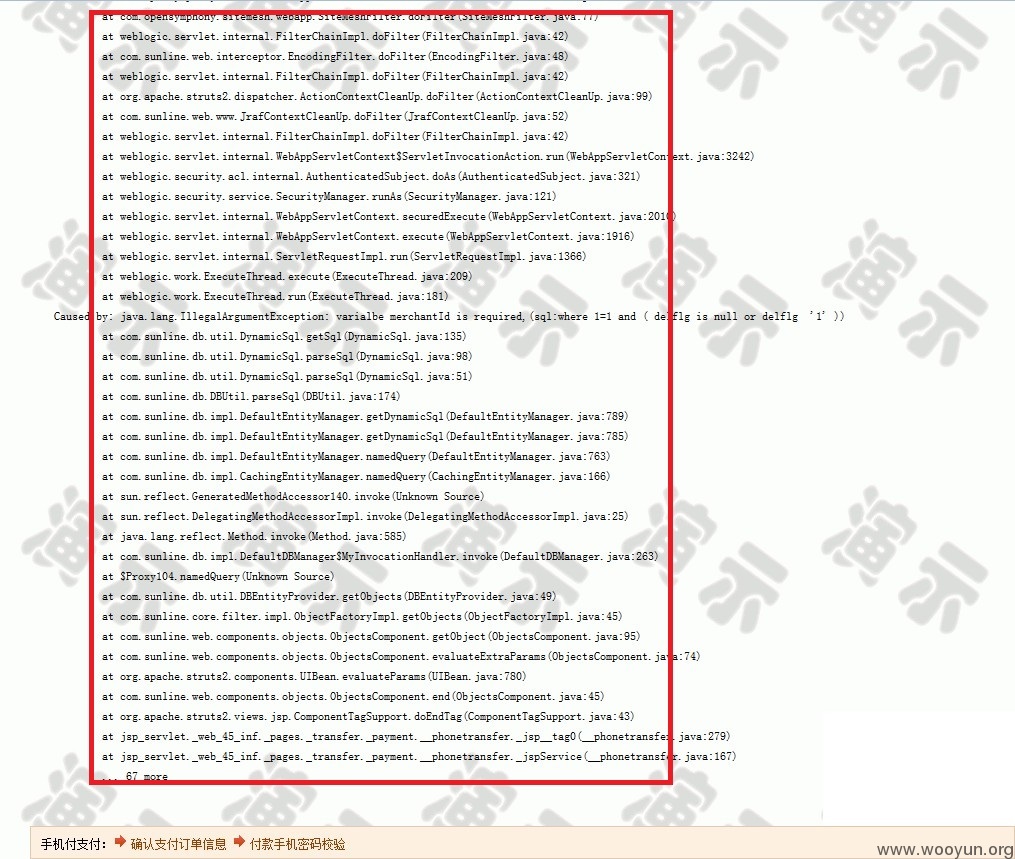 at com.opensymphony.sitemesh.webapp.SiteMeshFilter.doFilter(SiteMeshFilter.java:77)
at weblogic.servlet.internal.FilterChainImpl.doFilter(FilterChainImpl.java:42)
at com.sunline.web.interceptor.EncodingFilter.doFilter(EncodingFilter.java:48)
at weblogic.servlet.internal.FilterChainImpl.doFilter(FilterChainImpl.java:42)
at org.apache.struts2.dispatcher.ActionContextCleanUp.doFilter(ActionContextCleanUp.java:99)
at com.sunline.web.www.JrafContextCleanUp.doFilter(JrafContextCleanUp.java:52)
at weblogic.servlet.internal.FilterChainImpl.doFilter(FilterChainImpl.java:42)
at weblogic.servlet.internal.WebAppServletContext$ServletInvocationAction.run(WebAppServletContext.java:3242)
at weblogic.security.acl.internal.AuthenticatedSubject.doAs(AuthenticatedSubject.java:321)
at weblogic.security.service.SecurityManager.runAs(SecurityManager.java:121)
at weblogic.servlet.internal.WebAppServletContext.securedExecute(WebAppServletContext.java:2010)
at weblogic.servlet.internal.WebAppServletContext.execute(WebAppServletContext.java:1916)
at weblogic.servlet.internal.ServletRequestImpl.run(ServletRequestImpl.java:1366)
at weblogic.work.ExecuteThread.execute(ExecuteThread.java:209)
at weblogic.work.ExecuteThread.run(ExecuteThread.java:181)
Caused by: java.lang.IllegalArgumentException: varialbe merchantId is required,(sql:where 1=1 and ( delflg is null or delflg '1' ))
at com.sunline.db.util.DynamicSql.getSql(DynamicSql.java:135)
at com.sunline.db.util.DynamicSql.parseSql(DynamicSql.java:98)
at com.sunline.db.util.DynamicSql.parseSql(DynamicSql.java:51)
at com.sunline.db.DBUtil.parseSql(DBUtil.java:174)
at com.sunline.db.impl.DefaultEntityManager.getDynamicSql(DefaultEntityManager.java:789)
at com.sunline.db.impl.DefaultEntityManager.getDynamicSql(DefaultEntityManager.java:785)
at com.sunline.db.impl.DefaultEntityManager.namedQuery(DefaultEntityManager.java:763)
at com.sunline.db.impl.CachingEntityManager.namedQuery(CachingEntityManager.java:166)
at sun.reflect.GeneratedMethodAccessor140.invoke(Unknown Source)
at sun.reflect.DelegatingMethodAccessorImpl.invoke(DelegatingMethodAccessorImpl.java:25)
at java.lang.reflect.Method.invoke(Method.java:585)
at com.sunline.db.impl.DefaultDBManager$MyInvocationHandler.invoke(DefaultDBManager.java:263)
at $Proxy104.namedQuery(Unknown Source)
at com.sunline.db.util.DBEntityProvider.getObjects(DBEntityProvider.java:49)
at com.sunline.core.filter.impl.ObjectFactoryImpl.getObjects(ObjectFactoryImpl.java:45)
at com.sunline.web.components.objects.ObjectsComponent.getObject(ObjectsComponent.java:95)
at com.sunline.web.components.objects.ObjectsComponent.evaluateExtraParams(ObjectsComponent.java:74)
at org.apache.struts2.components.UIBean.evaluateParams(UIBean.java:780)
at com.sunline.web.components.objects.ObjectsComponent.end(ObjectsComponent.java:45)
at org.apache.struts2.views.jsp.ComponentTagSupport.doEndTag(ComponentTagSupport.java:43)
at jsp_servlet._web_45_inf._pages._transfer._payment.__phonetransfer._jsp__tag0(__phonetransfer.java:279)
at jsp_servlet._web_45_inf._pages._transfer._payment.__phonetransfer._jspService(__phonetransfer.java:167)
... 67 more
手机付支付: 确认支付订单信息 付款手机密码校验
www.wooyun.org